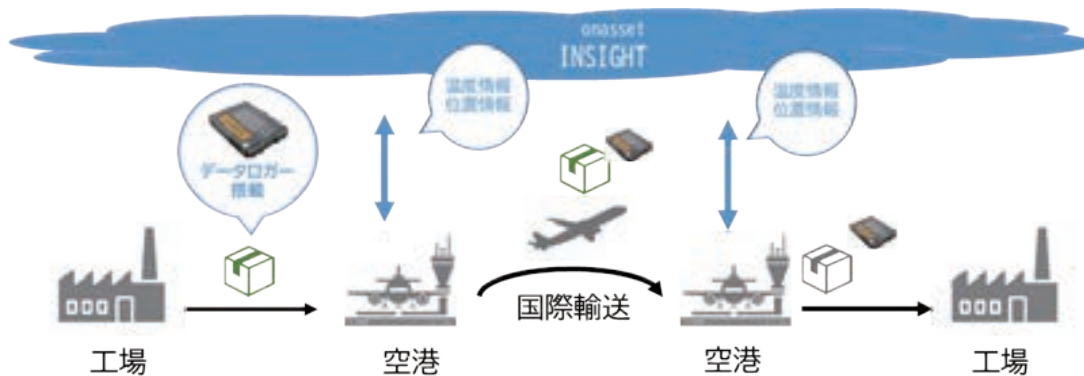 onasset
INSIGHT
温度情報
位置情報
温度情報
位置情報
データロガー
搭載
国際輸送
工場
空港
空港
工場